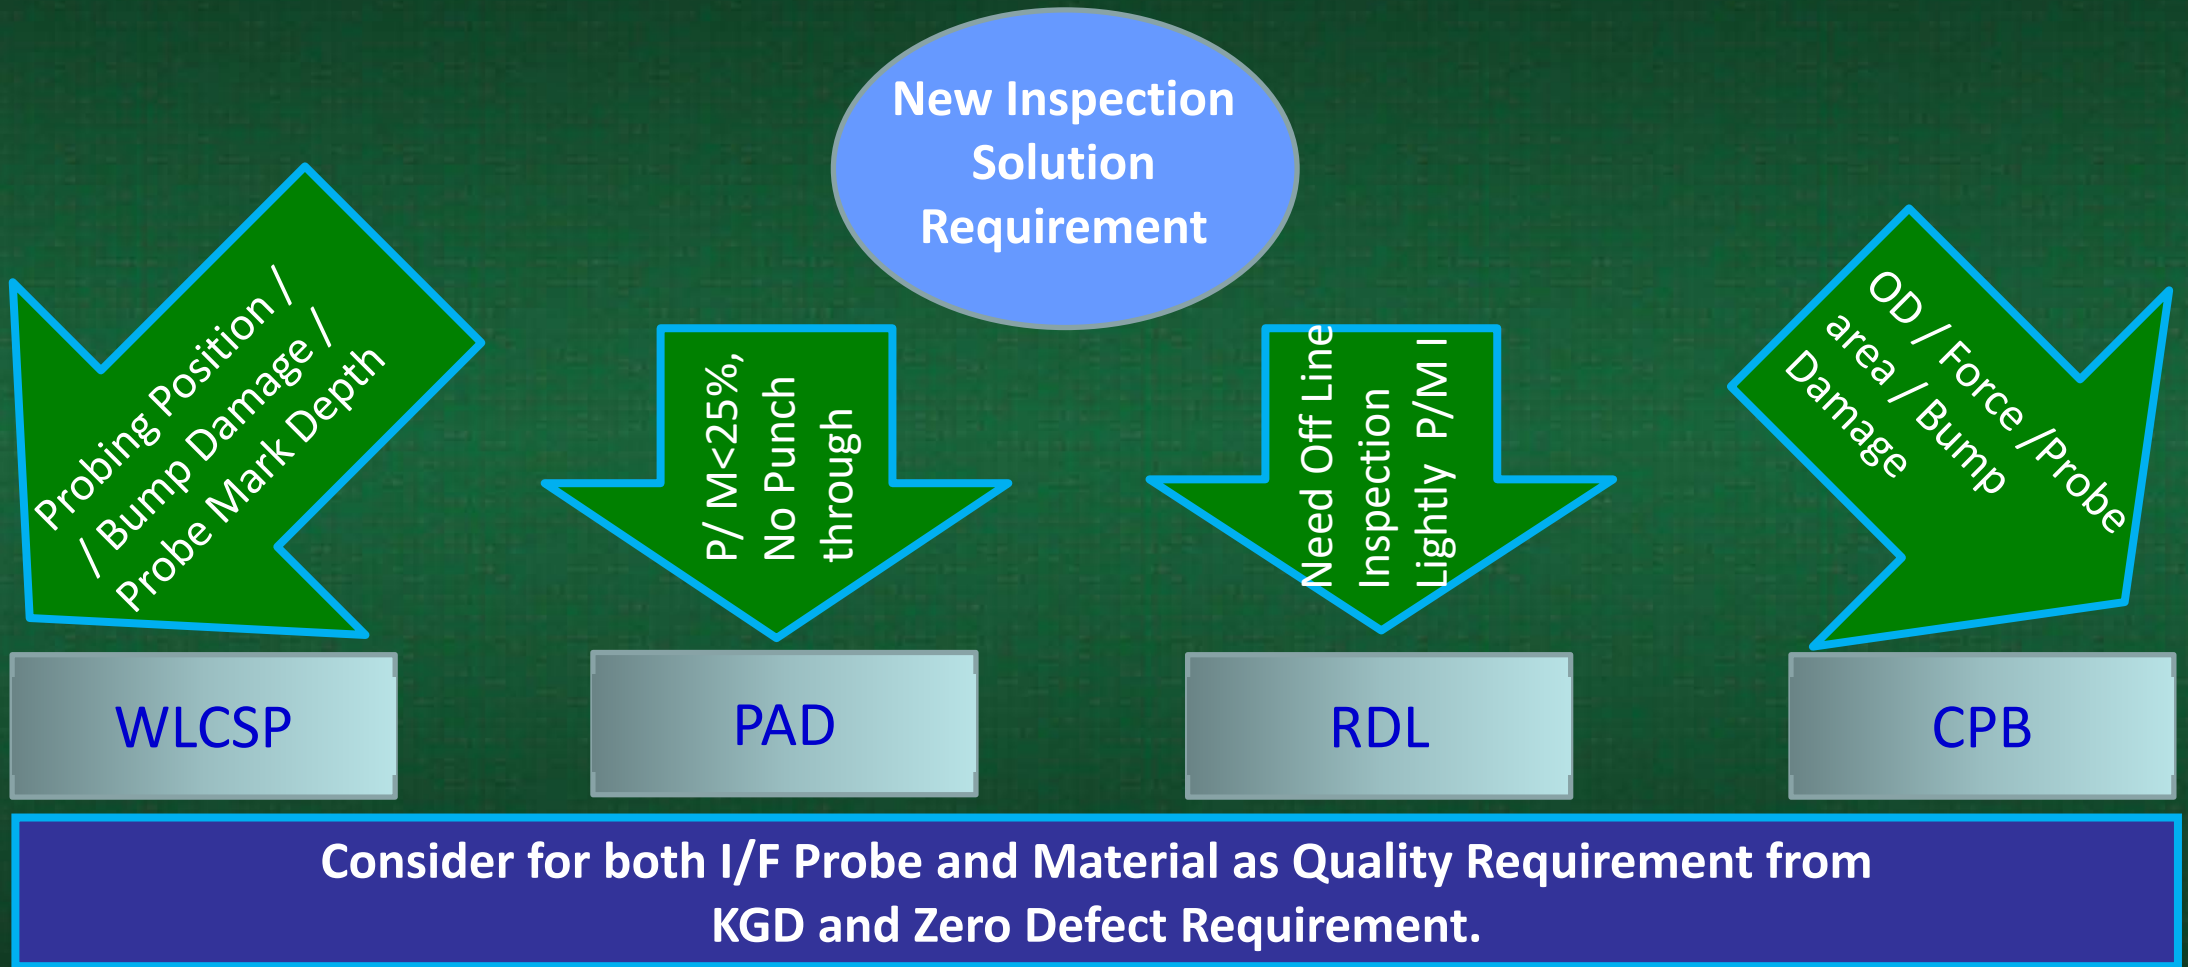 New Inspection
Solution
Requirement
Probing Position /
/ Bump Damage /
Probe Mark Depth
P/ M<25%,
No Punch
through
Need Off Line
Inspection
Lightly P/M I
OD / Force /Probe
area / Bump
Damage
WLCSP
PAD
RDL
CPB
Consider for both I/F Probe and Material as Quality Requirement from
KGD and Zero Defect Requirement.